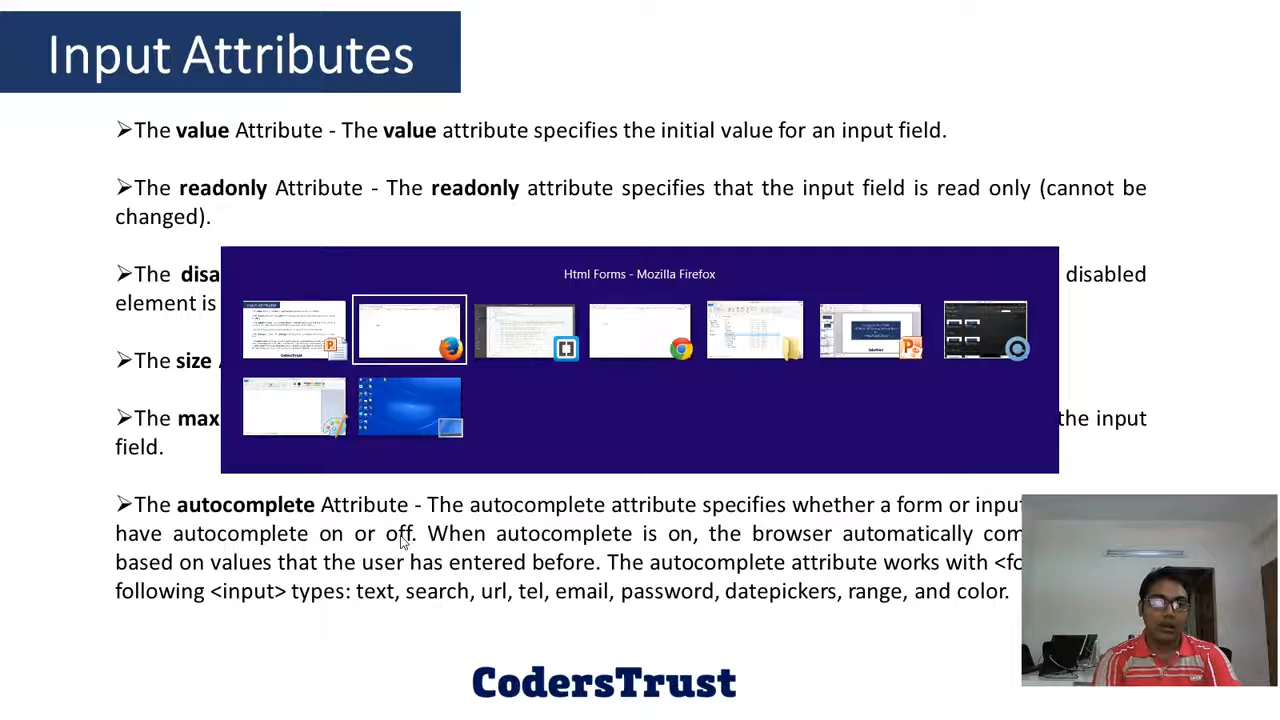 Input Attributes
➢The value Attribute - The value attribute specifies the initial value for an input field.
➢The readonly Attribute - The readonly attribute specifies that the input field is read only (cannot be
changed).
➢The disa disabled
element is
Html Forms - Mozilla Firefox
➢The size
➢The max the input
field.
➢The autocomplete Attribute - The autocomplete attribute specifies whether a form or input
have autocomplete on or off. When autocomplete is on, the browser automatically com
based on values that the user has entered before. The autocomplete attribute works with <fo
following <input> types: text, search, url, tel, email, password, datepickers, range, and color.
CodersTrust